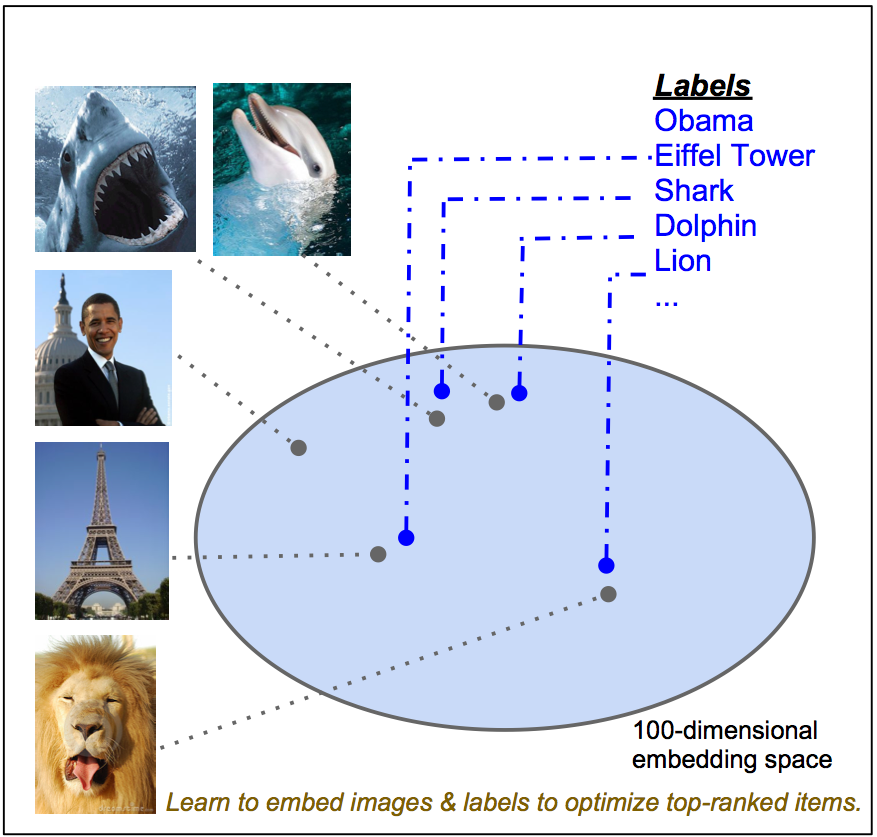 Labels
Obama
Eiffel Tower
Shark
Dolphin
Lion
...
100-dimensional
embedding space
Learn to embed images & labels to optimize top-ranked items.